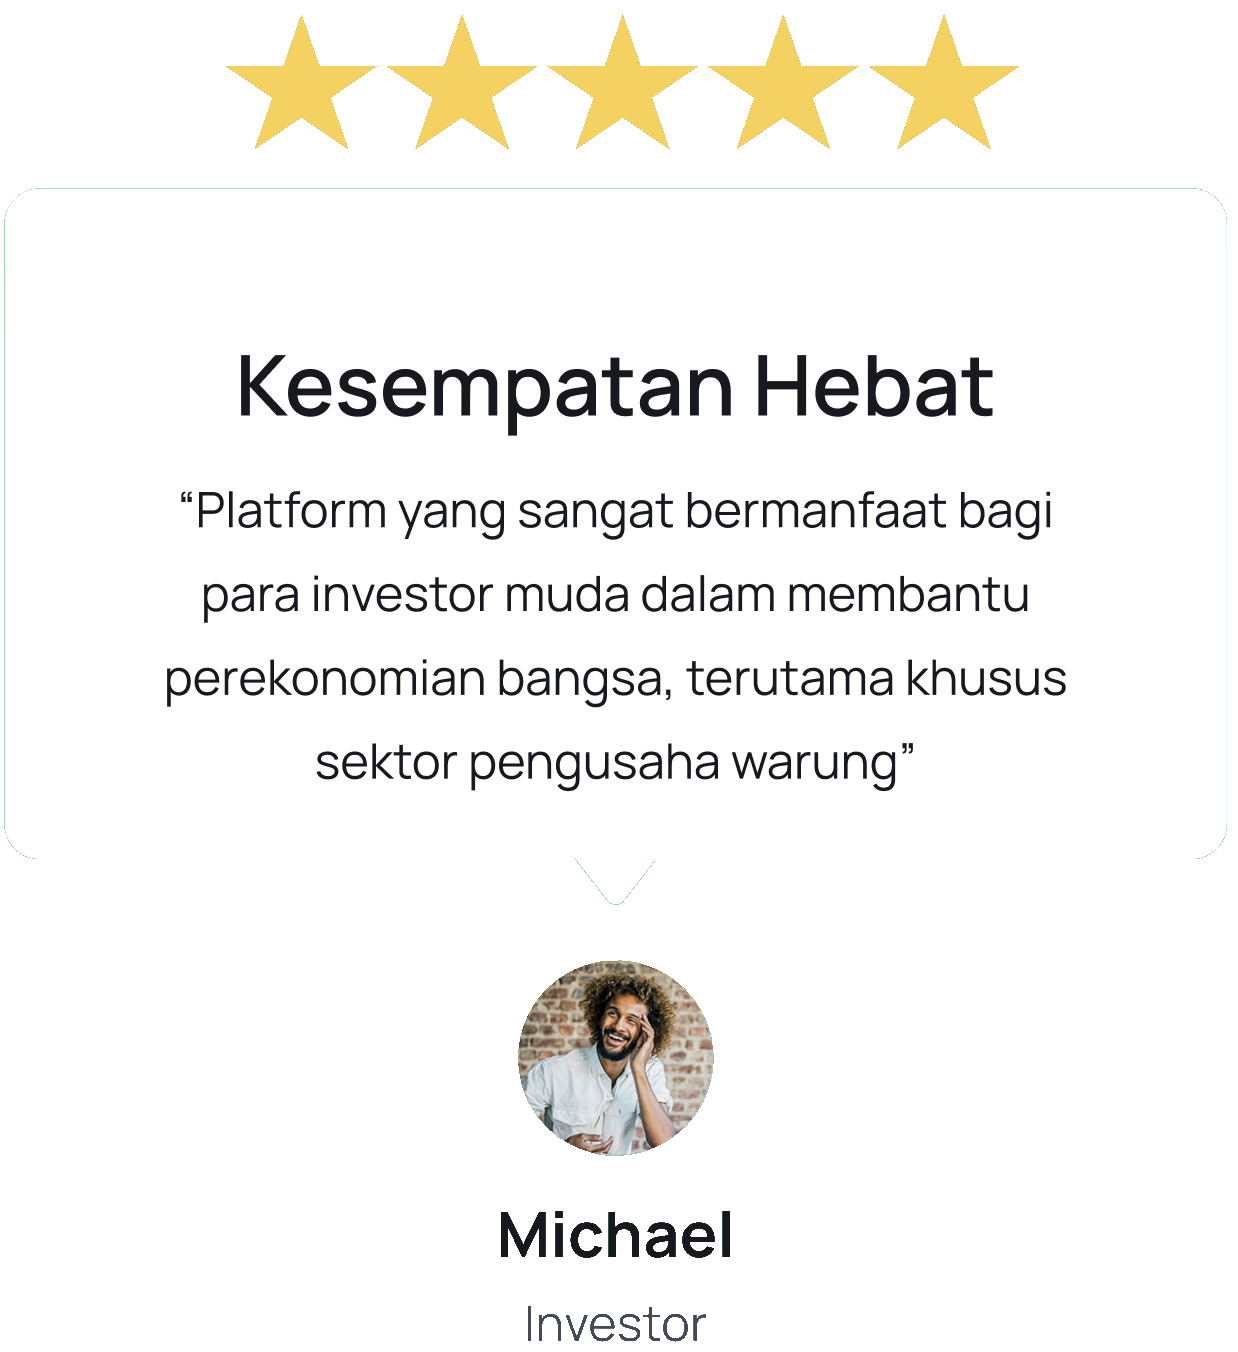 Kesempatan Hebat
“Platform yang sangat bermanfaat bagi
para investor muda dalam membantu
perekonomian bangsa, terutama khusus
sektor pengusaha warung”
Michael
Investor